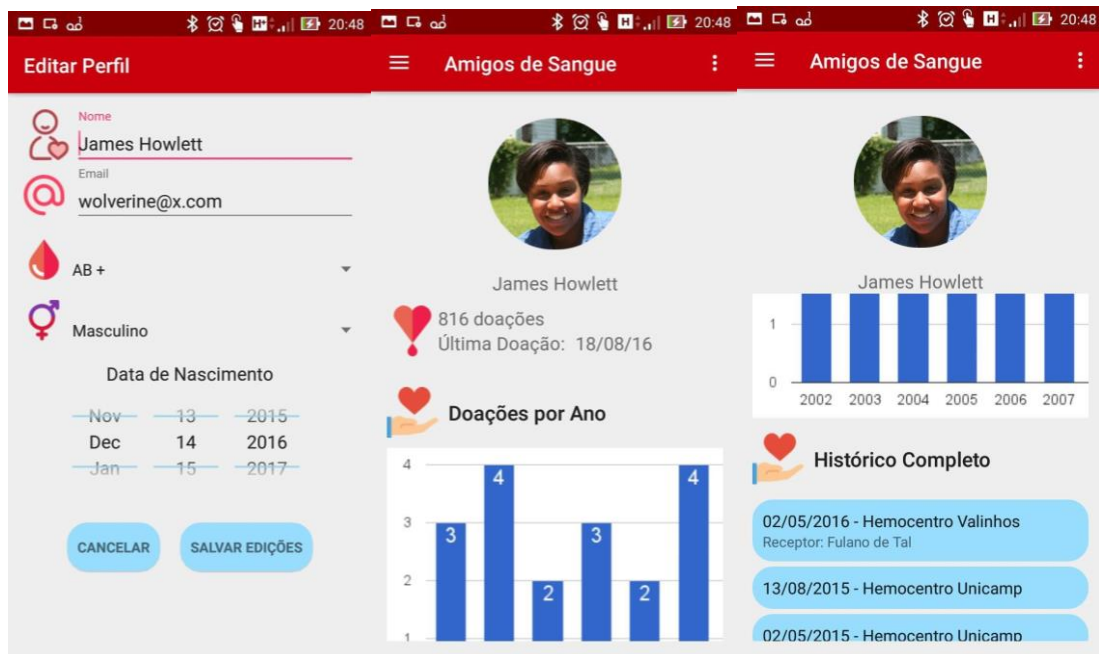 20:48
Editar Perfil
Nome
James Howlett
Email
wolverine@x.com
AB +
Masculino
Data de Nascimento
Nov 13 2015
Dec 14 2016
Jan 15 2017
CANCELAR SALVAR EDIÇÕES
H 20:48
Amigos de Sangue
James Howlett
816 doações
Última Doação: 18/08/16
Doações por Ano
4
4 4
3
3 3
2
2 2
1
H 20:48
Amigos de Sangue
James Howlett
1
0
2002 2003 2004 2005 2006 2007
Histórico Completo
02/05/2016 - Hemocentro Valinhos
Receptor: Fulano de Tal
13/08/2015 - Hemocentro Unicamp
02/05/2015 - Hemocentro Unicamp